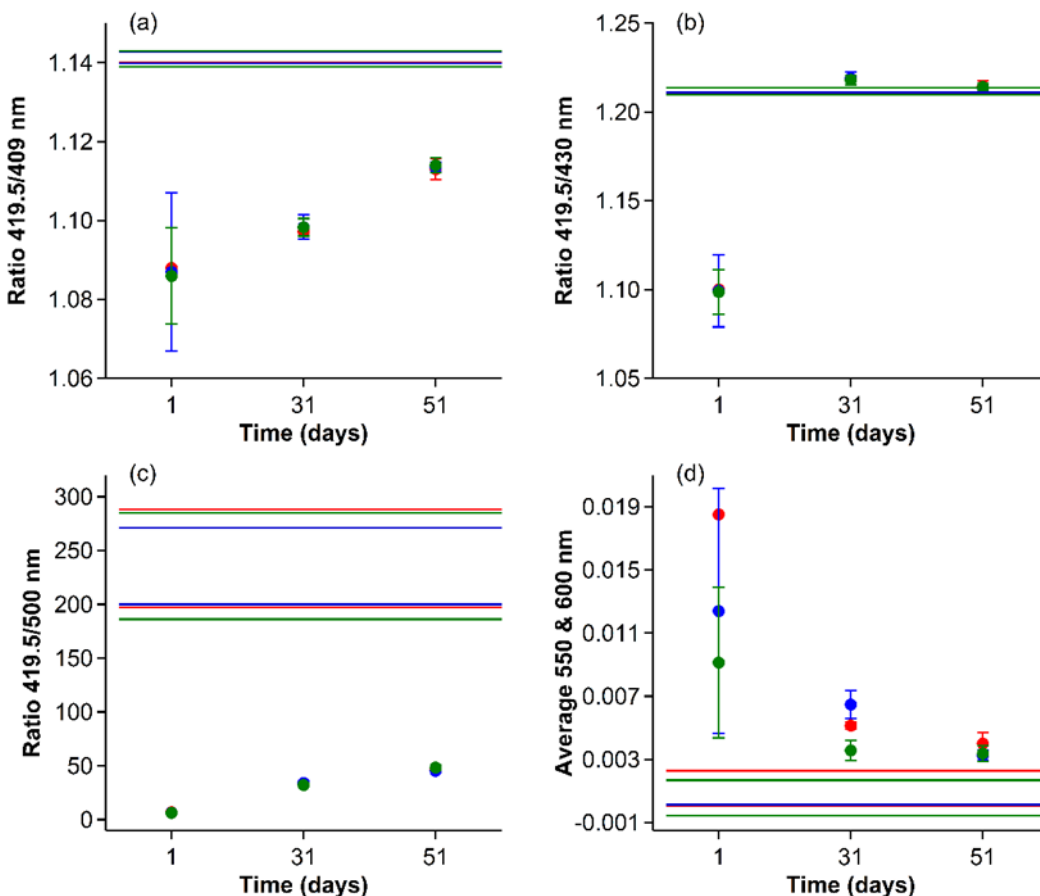 (a)
Ratio 419.5/409 nm
1.14
1.12
1.10
1.08
1.06
1
31
51
Time (days)
(b)
Ratio 419.5/430 nm
1.25
1.20
1.15
1.10
1.05
1
31
51
Time (days)
(c)
Ratio 419.5/500 nm
300
250
200
150
100
50
0
1
31
51
Time (days)
(d)
Average 550 & 600 nm
0.019
0.015
0.011
0.007
0.003
-0.001
1
31
51
Time (days)